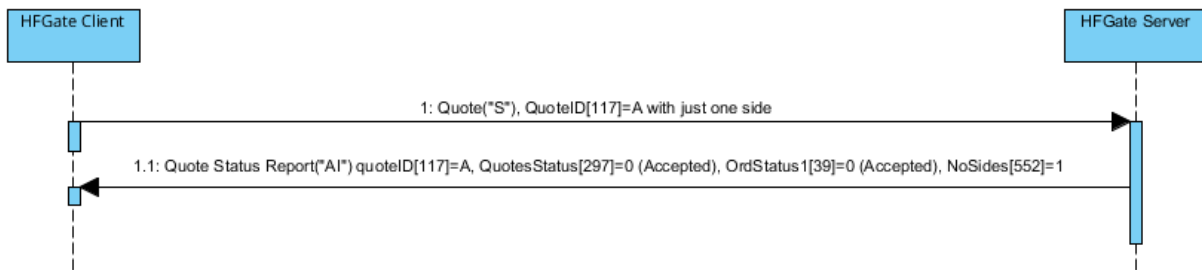 HFGate Client
HFGate Server
1: Quote("S"), QuoteID[117]=A with just one side
1.1: Quote Status Report("AI") quoteID[117]=A, QuotesStatus[297]=0 (Accepted), OrdStatus1[39]=0 (Accepted), NoSides[552]=1